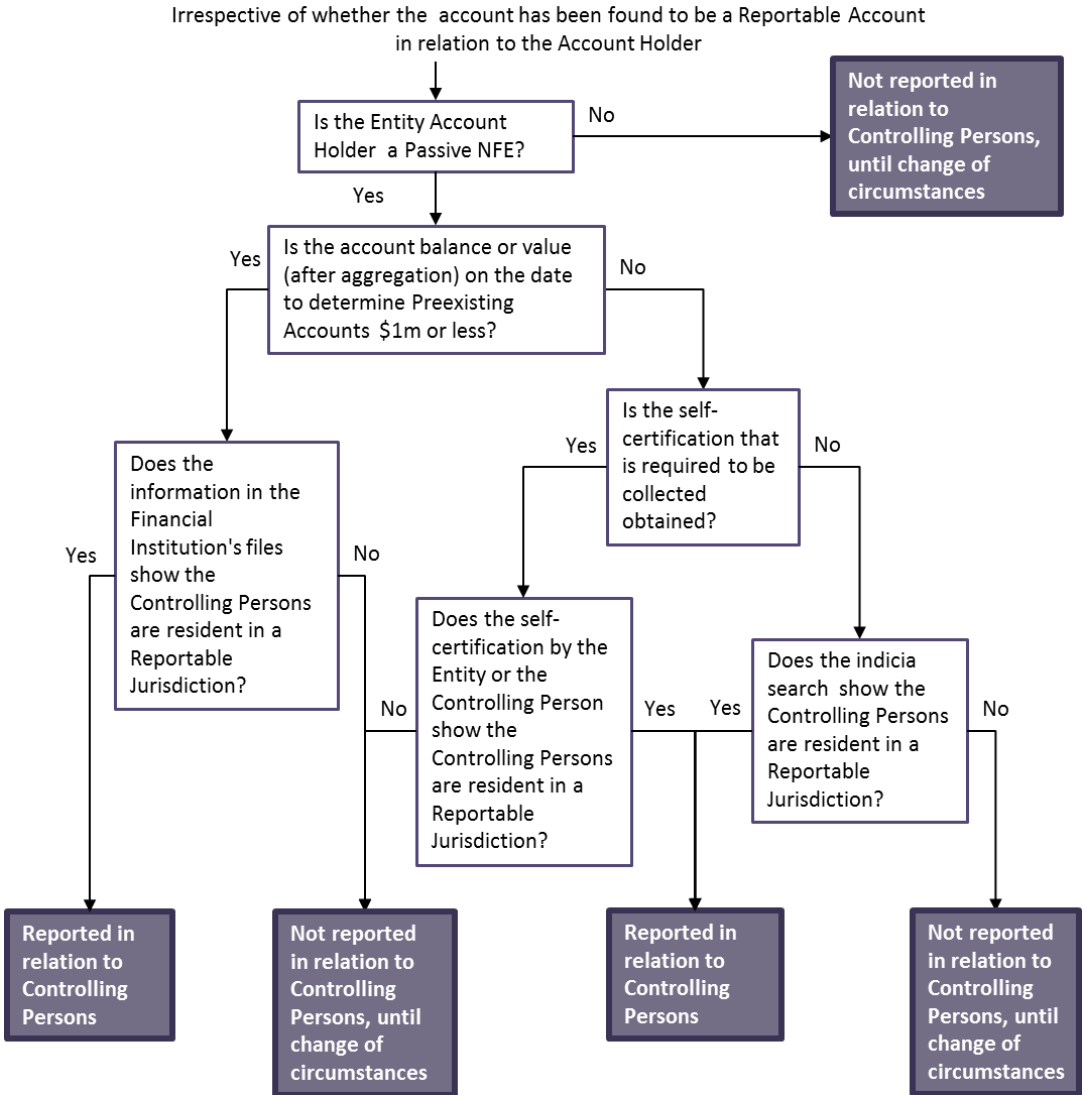 Irrespective of whether the account has been found to be a Reportable Account
in relation to the Account Holder
Is the Entity Account
Holder a Passive NFE?
No
Not reported in
relation to
Controlling Persons,
until change of
circumstances
Yes
Is the account balance or value
(after aggregation) on the date
to determine Preexisting
Accounts $1m or less?
Yes
No
Is the self-
certification that
is required to be
collected
obtained?
Yes
No
Does the
information in the
Financial
Institution's files
show the
Controlling Persons
are resident in a
Reportable
Jurisdiction?
Yes
No
Does the self-
certification by the
Entity or the
Controlling Person
show the
Controlling Persons
are resident in a
Reportable
Jurisdiction?
No
Yes
Does the indicia
search show the
Controlling Persons
are resident in a
Reportable
Jurisdiction?
Yes
No
Reported in
relation to
Controlling
Persons
Not reported
in relation to
Controlling
Persons, until
change of
circumstances
Reported in
relation to
Controlling
Persons
Not reported
in relation to
Controlling
Persons, until
change of
circumstances